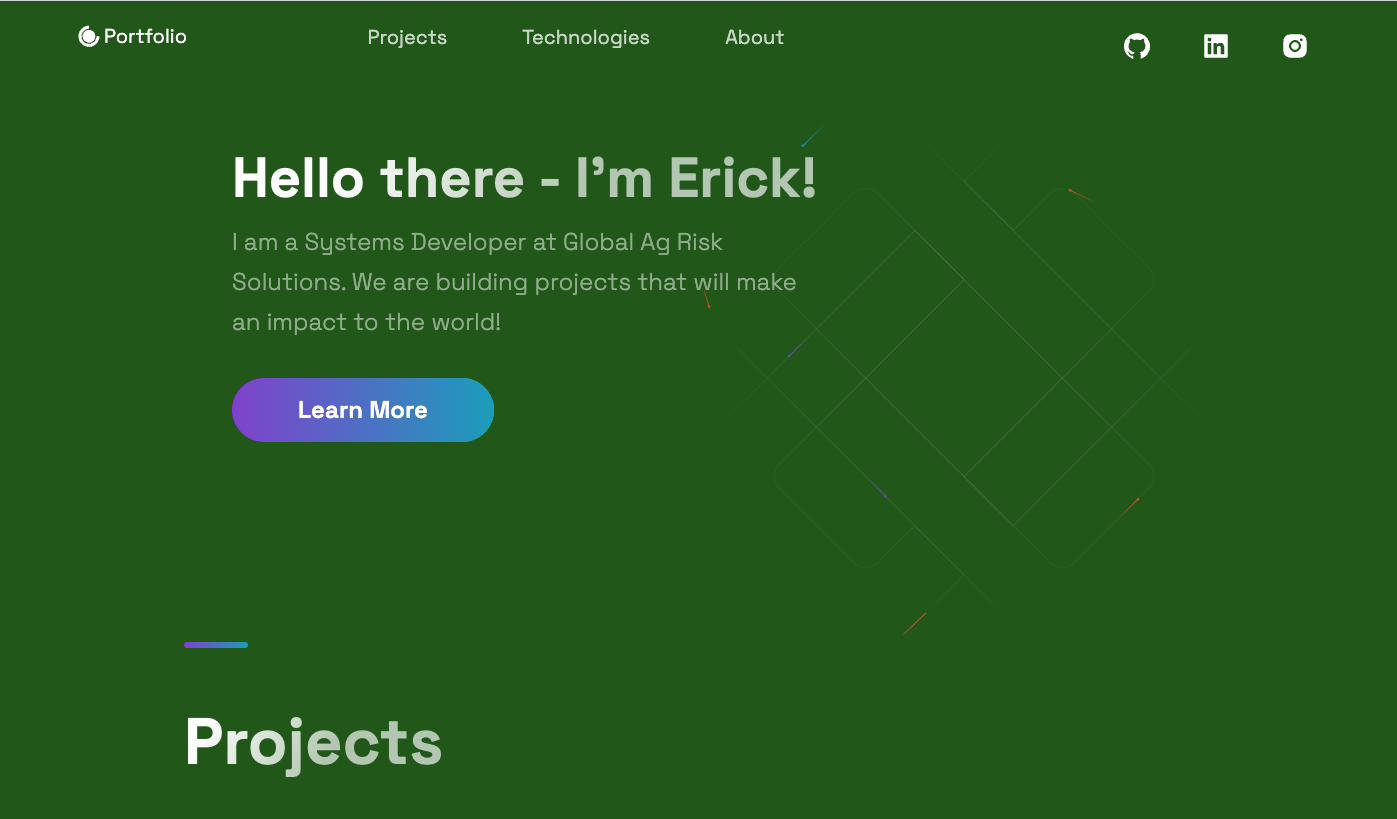 Portfolio
Projects
Technologies
About
Hello there - I'm Erick!
I am a Systems Developer at Global Ag Risk
Solutions. We are building projects that will make
an impact to the world!
Learn More
Projects